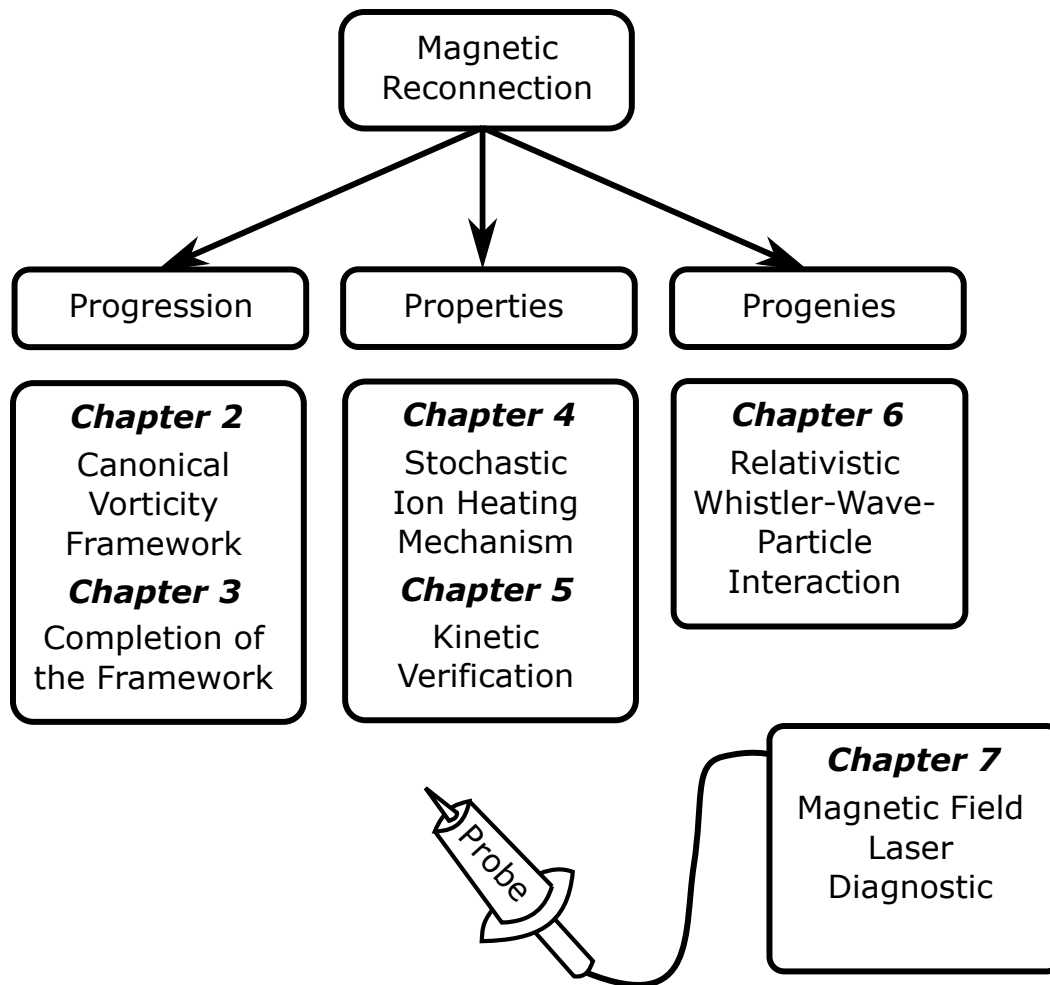 Magnetic
Reconnection
Progression
Properties
Progenies
Chapter 2
Canonical
Vorticity
Framework
Chapter 3
Completion of
the Framework
Chapter 4
Stochastic
Ion Heating
Mechanism
Chapter 5
Kinetic
Verification
Chapter 6
Relativistic
Whistler-Wave-
Particle
Interaction
Probe
Chapter 7
Magnetic Field
Laser
Diagnostic